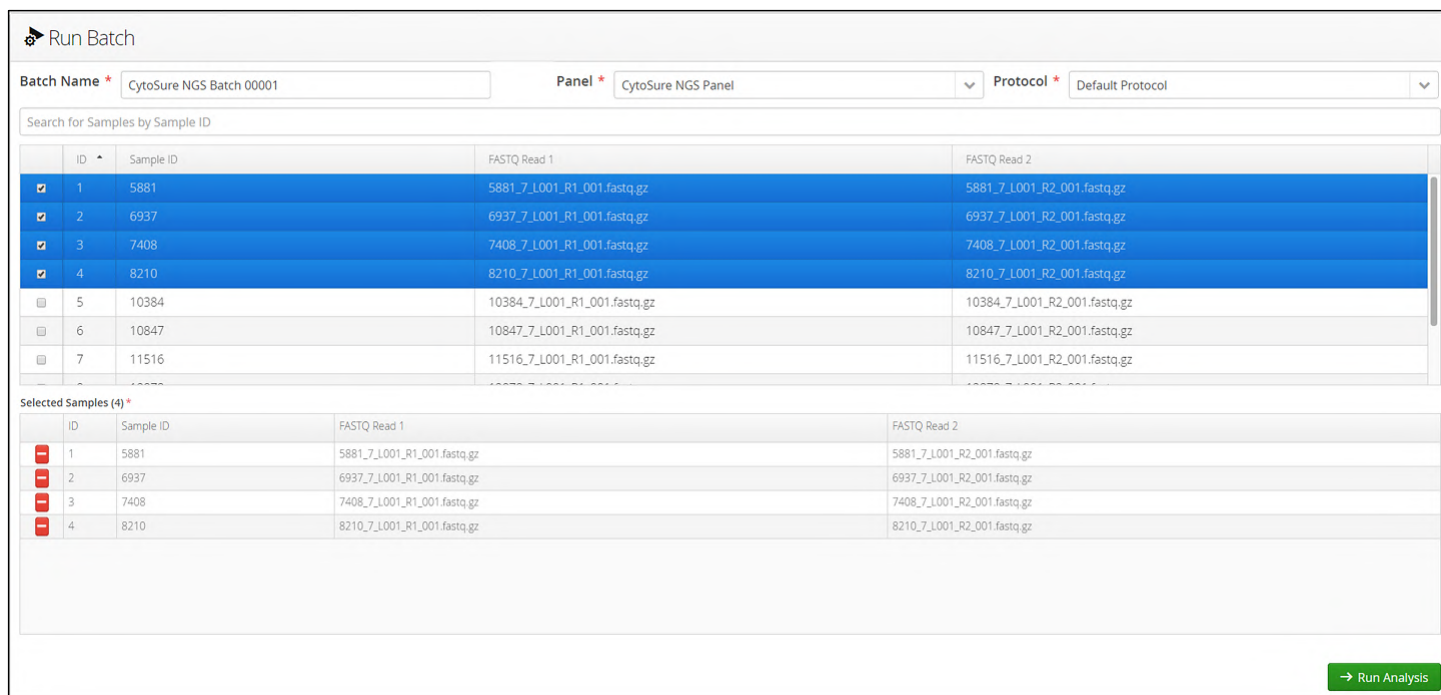 Run Batch
Batch Name * CytoSure NGS Batch 00001 Panel * CytoSure NGS Panel Protocol * Default Protocol
Search for Samples by Sample ID
ID Sample ID FASTQ Read 1 FASTQ Read 2
1 5881 5881_7_L001_R1_001.fastq.gz 5881_7_L001_R2_001.fastq.gz
2 6937 6937_7_L001_R1_001.fastq.gz 6937_7_L001_R2_001.fastq.gz
3 7408 7408_7_L001_R1_001.fastq.gz 7408_7_L001_R2_001.fastq.gz
4 8210 8210_7_L001_R1_001.fastq.gz 8210_7_L001_R2_001.fastq.gz
5 10384 10384_7_L001_R1_001.fastq.gz 10384_7_L001_R2_001.fastq.gz
6 10847 10847_7_L001_R1_001.fastq.gz 10847_7_L001_R2_001.fastq.gz
7 11516 11516_7_L001_R1_001.fastq.gz 11516_7_L001_R2_001.fastq.gz
Selected Samples (4) *
ID Sample ID FASTQ Read 1 FASTQ Read 2
1 5881 5881_7_L001_R1_001.fastq.gz 5881_7_L001_R2_001.fastq.gz
2 6937 6937_7_L001_R1_001.fastq.gz 6937_7_L001_R2_001.fastq.gz
3 7408 7408_7_L001_R1_001.fastq.gz 7408_7_L001_R2_001.fastq.gz
4 8210 8210_7_L001_R1_001.fastq.gz 8210_7_L001_R2_001.fastq.gz
→ Run Analysis